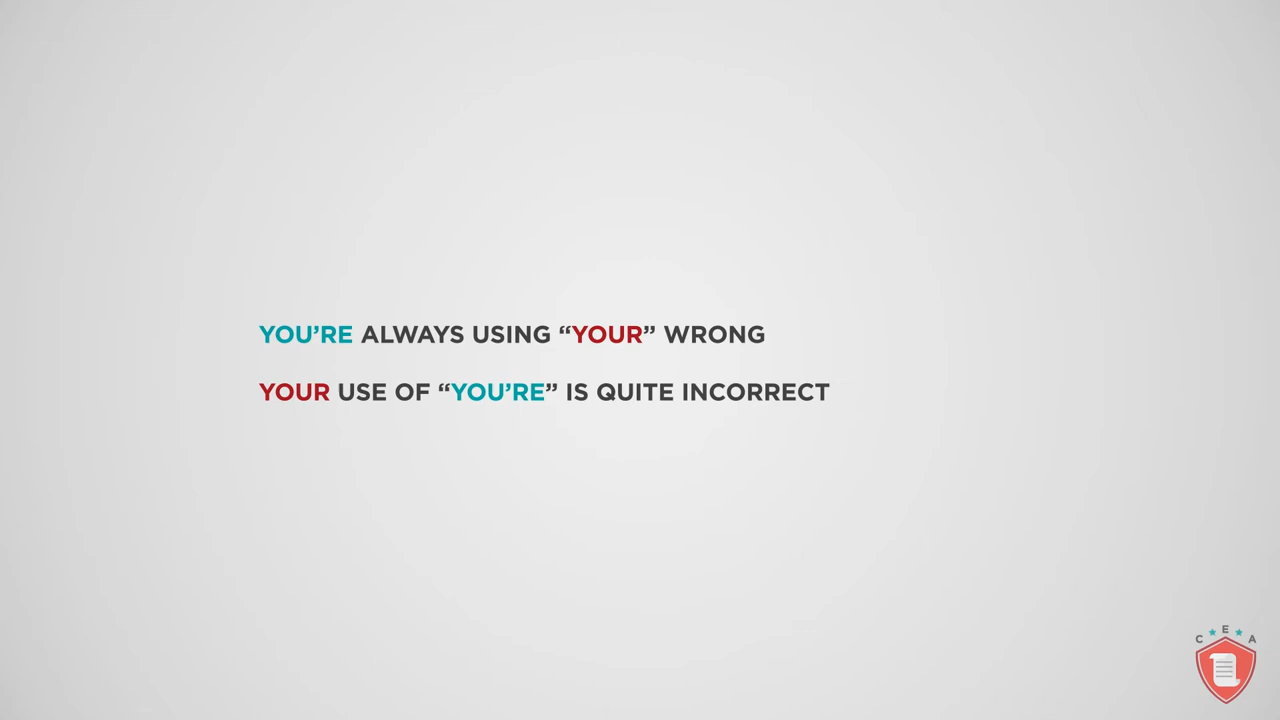 YOU’RE ALWAYS USING “YOUR” WRONG
YOUR USE OF “YOU’RE” IS QUITE INCORRECT
C E A